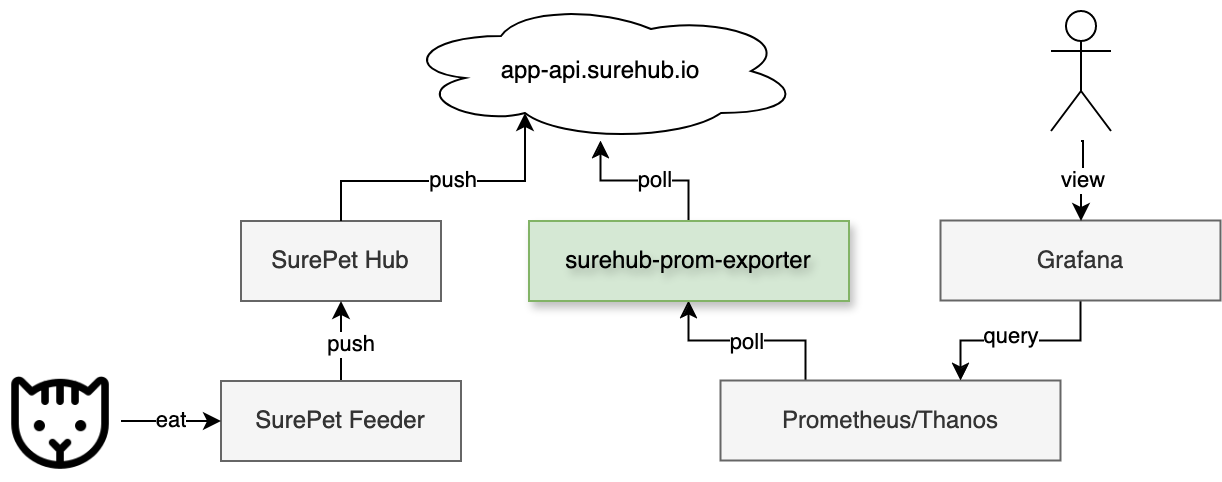 app-api.surehub.io
push
poll
view
SurePet Hub
surehub-prom-exporter
Grafana
push
poll
query
eat
SurePet Feeder
Prometheus/Thanos